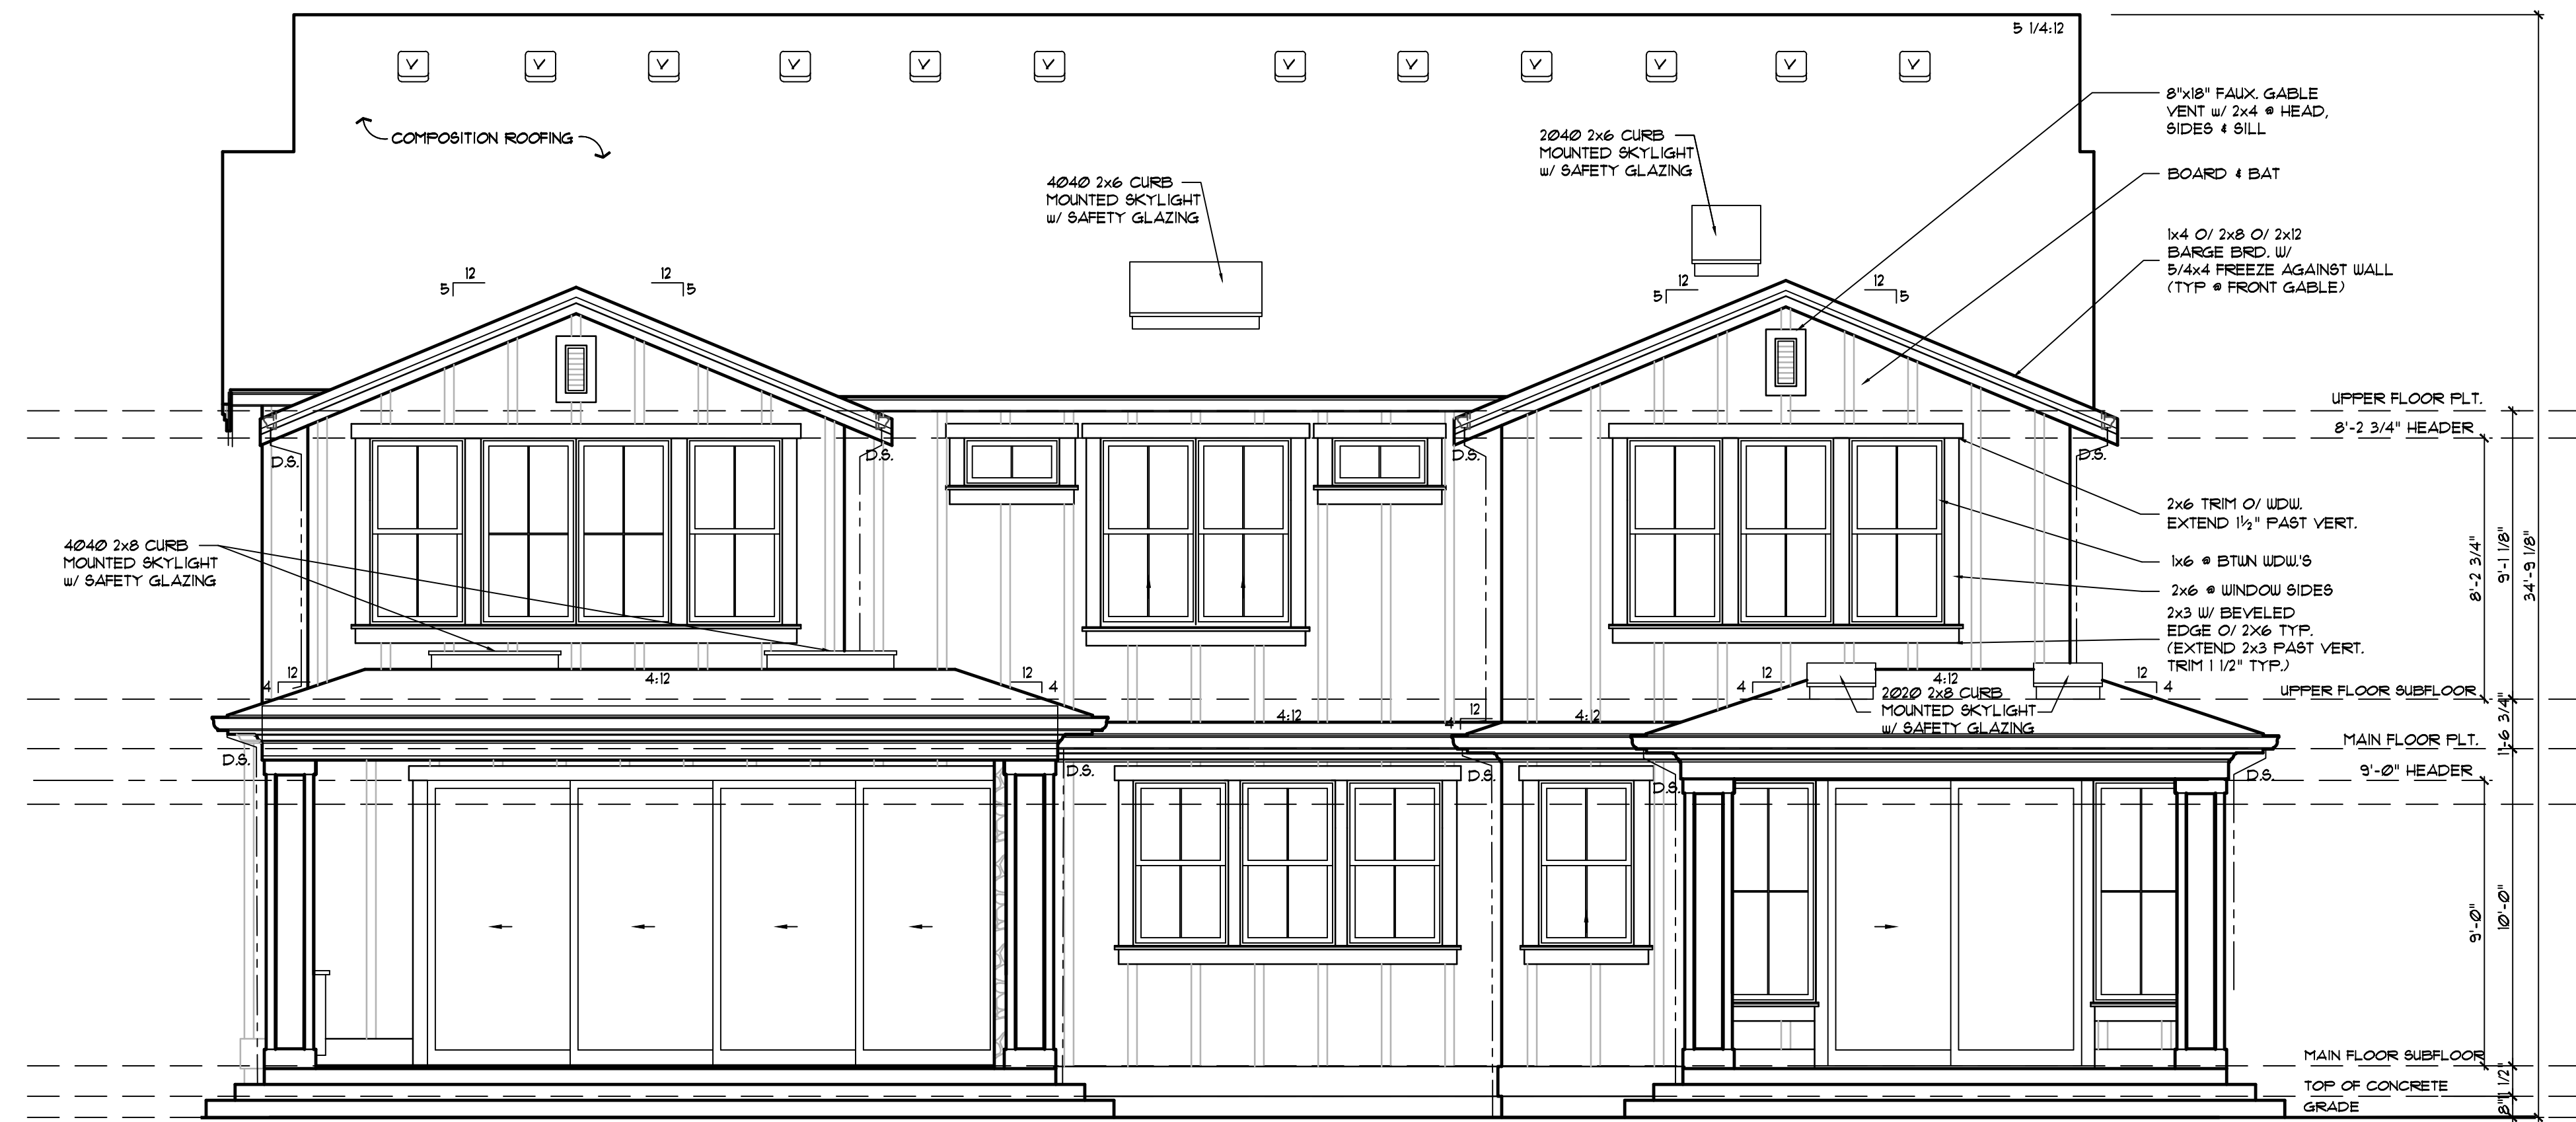 5 1/4:12
V V V V V V V V V V V V
COMPOSITION ROOFING
4040 2x6 CURB
MOUNTED SKYLIGHT
w/ SAFETY GLAZING
2040 2x6 CURB
MOUNTED SKYLIGHT
w/ SAFETY GLAZING
8"x18" FAUX. GABLE
VENT w/ 2x4 @ HEAD,
SIDES & SILL
BOARD & BAT
1x4 O/ 2x8 O/ 2x12
BARGE BRD. W/
5/4x4 FREEZE AGAINST WALL
(TYP @ FRONT GABLE)
12
5
12
5
12
5
12
5
UPPER FLOOR PLT.
8'-2 3/4" HEADER
D.S.
D.S.
D.S.
D.S.
2x6 TRIM O/ WDW.
EXTEND 1½" PAST VERT.
1x6 @ BTWN WDW.'S
2x6 @ WINDOW SIDES
2x3 W/ BEVELED
EDGE O/ 2X6 TYP.
(EXTEND 2x3 PAST VERT.
TRIM 1 1/2" TYP.)
8'-2 3/4"
9'-1 1/8"
34'-9 1/8"
4040 2x8 CURB
MOUNTED SKYLIGHT
w/ SAFETY GLAZING
12
4
4:12
12
4
12
4
4:12
12
4
2020 2x8 CURB
MOUNTED SKYLIGHT
w/ SAFETY GLAZING
UPPER FLOOR SUBFLOOR
4:12
12
4
4:12
1'-6 3/4"
MAIN FLOOR PLT.
9'-0" HEADER
D.S.
D.S.
D.S.
D.S.
D.S.
9'-0"
10'-0"
MAIN FLOOR SUBFLOOR
TOP OF CONCRETE
GRADE
8"